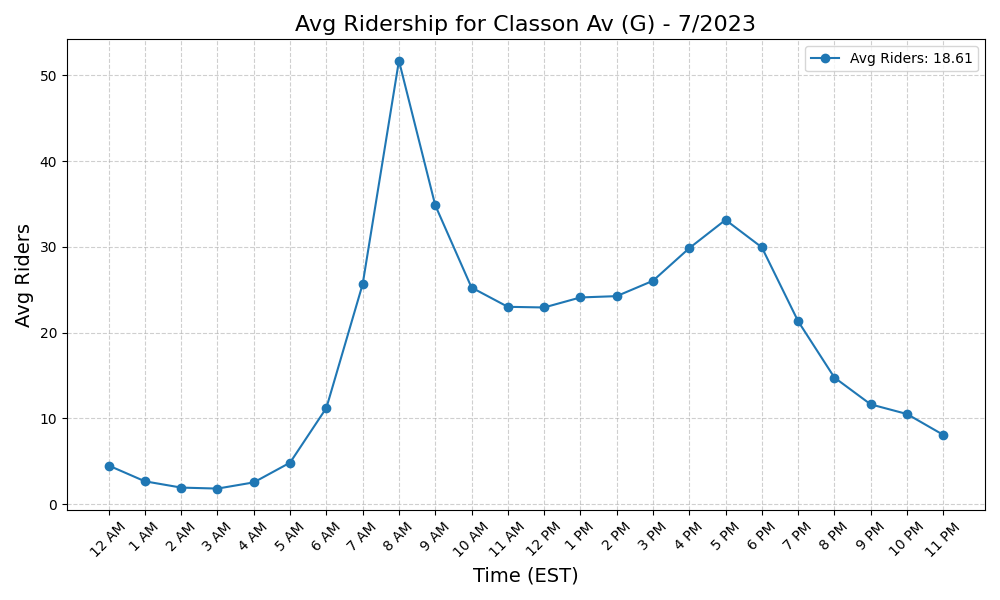 Avg Ridership for Classon Av (G) - 7/2023
Avg Riders: 18.61
Avg Riders
50
40
30
20
10
0
12 AM
1 AM
2 AM
3 AM
4 AM
5 AM
6 AM
7 AM
8 AM
9 AM
10 AM
11 AM
12 PM
1 PM
2 PM
3 PM
4 PM
5 PM
6 PM
7 PM
8 PM
9 PM
10 PM
11 PM
Time (EST)